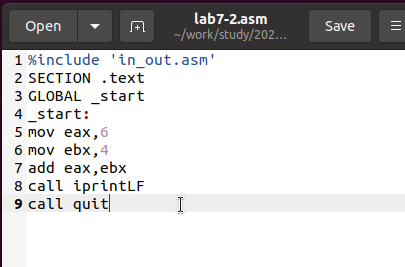 Open
lab7-2.asm
~/work/study/202...
Save
1 %include 'in_out.asm'
2 SECTION .text
3 GLOBAL _start
4 _start:
5 mov eax,6
6 mov ebx,4
7 add eax,ebx
8 call iprintLF
9 call quit